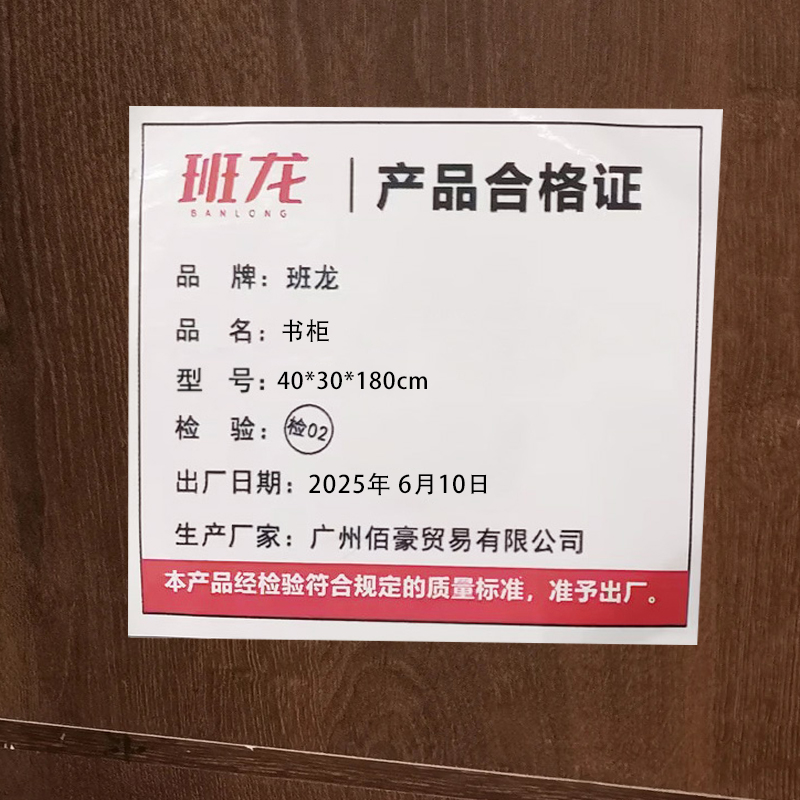 班龙 | 产品合格证
BANLONG
品 牌：班龙
品 名：书柜
型 号：40*30*180cm
检 验：检02
出厂日期：2025年 6月10日
生产厂家：广州佰豪贸易有限公司
本产品经检验符合规定的质量标准，准予出厂。